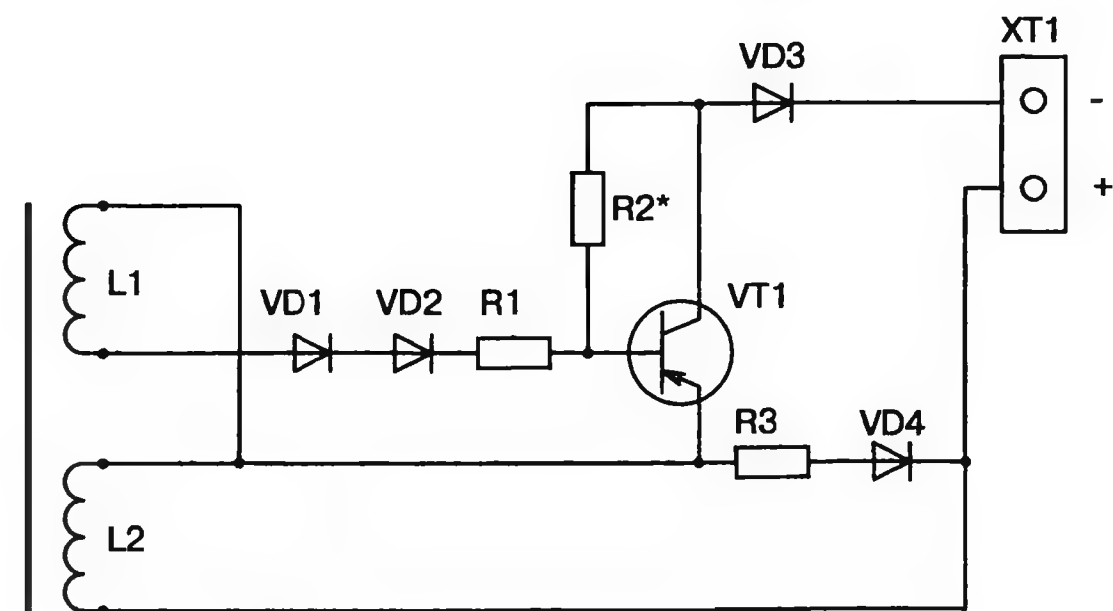 XT1
VD3
-
R2*
+
L1
VD1 VD2 R1
VT1
R3 VD4
L2